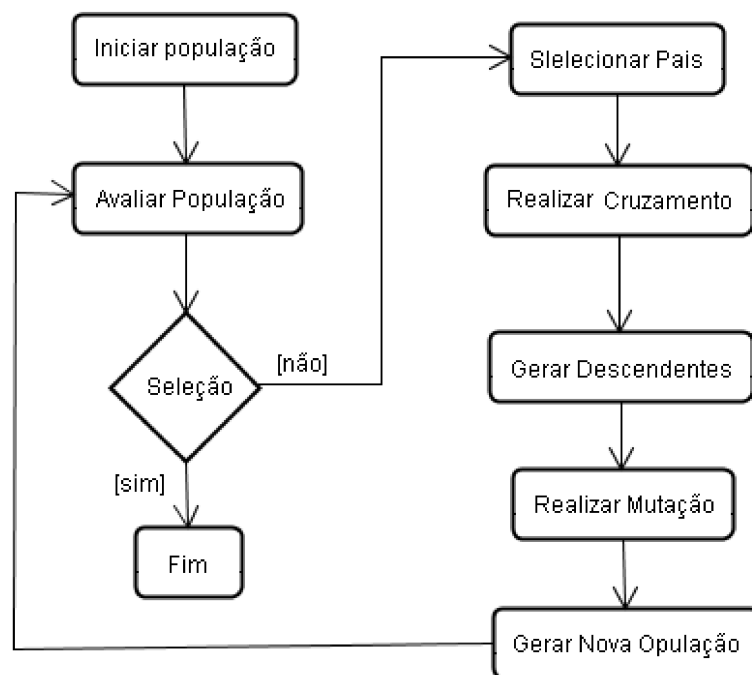 Iniciar população
Avaliar População
Seleção
[não]
[sim]
Fim
Slelecionar Pais
Realizar Cruzamento
Gerar Descendentes
Realizar Mutação
Gerar Nova Opulação